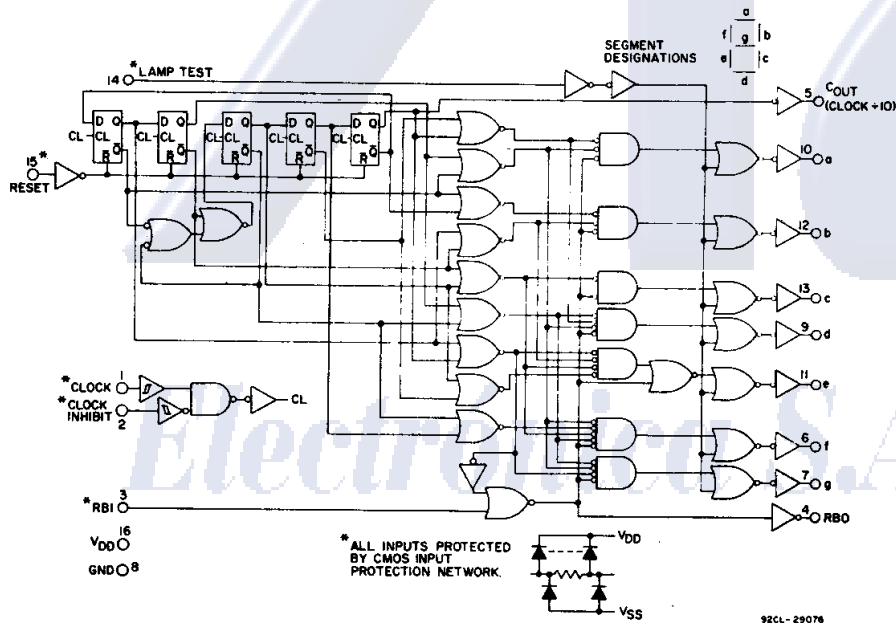 a
f g b
e c
d
SEGMENT
DESIGNATIONS
14 * LAMP TEST
5 COUT
(CLOCK ÷10)
D Q D Q D Q D Q D Q
CL CL CL CL CL CL CL CL CL CL
R Q̄ R Q̄ R Q̄ R Q̄ R Q̄
15 *
RESET
10 a
12 b
13 c
9 d
11 e
6 f
7 g
4 RBO
1
*CLOCK
*CLOCK
INHIBIT
2
CL
3
*RBI
16
VDD
GND 8
* ALL INPUTS PROTECTED
BY CMOS INPUT
PROTECTION NETWORK.
VDD
VSS
92CL-29076
Electrónica S.A